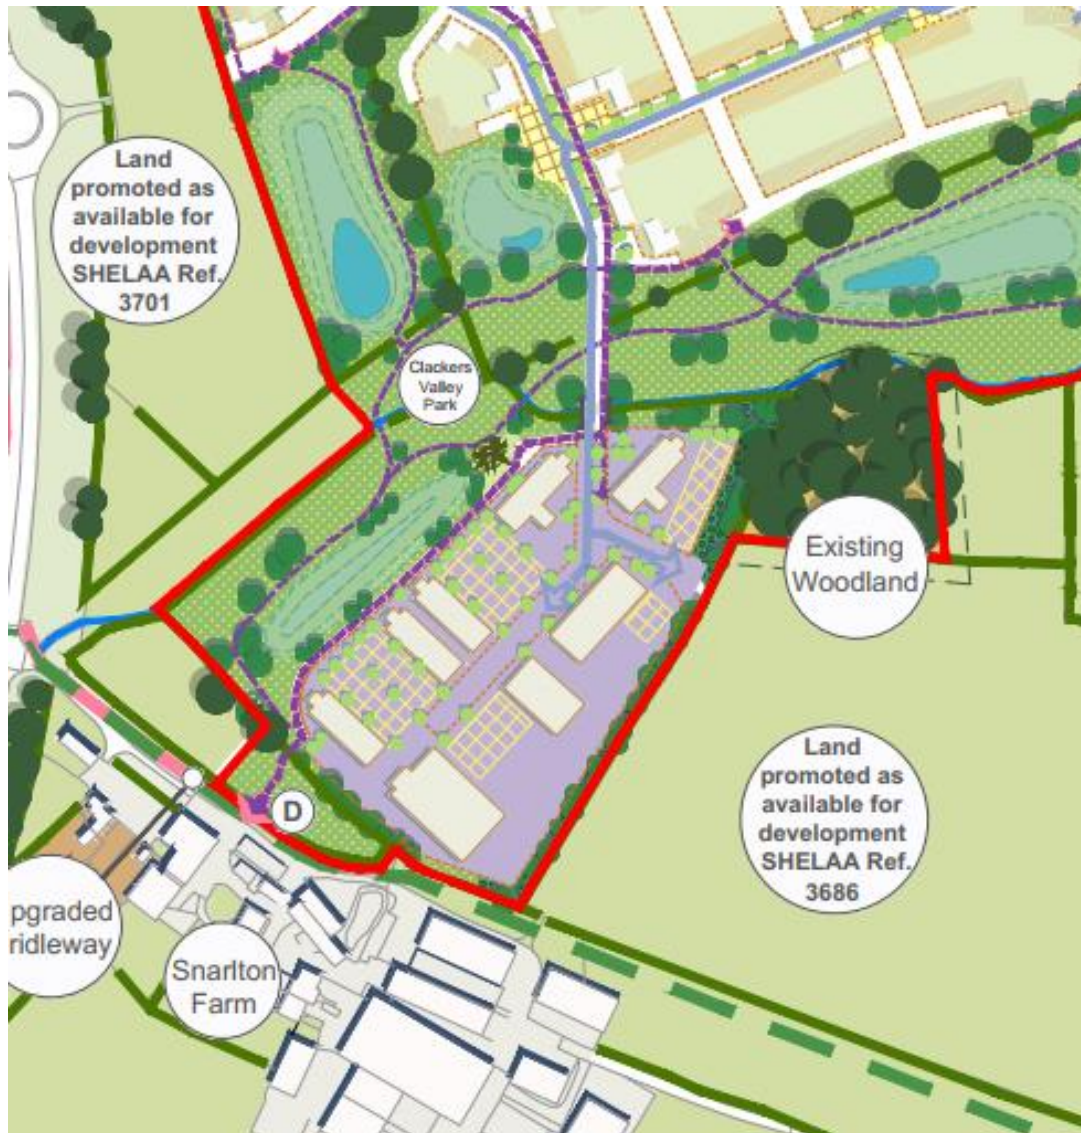 Land
promoted as
available for
development
SHELAA Ref.
3701
Clackers
Valley
Park
Existing
Woodland
Land
promoted as
available for
development
SHELAA Ref.
3686
D
pgraded
ridleway
Snarlton
Farm